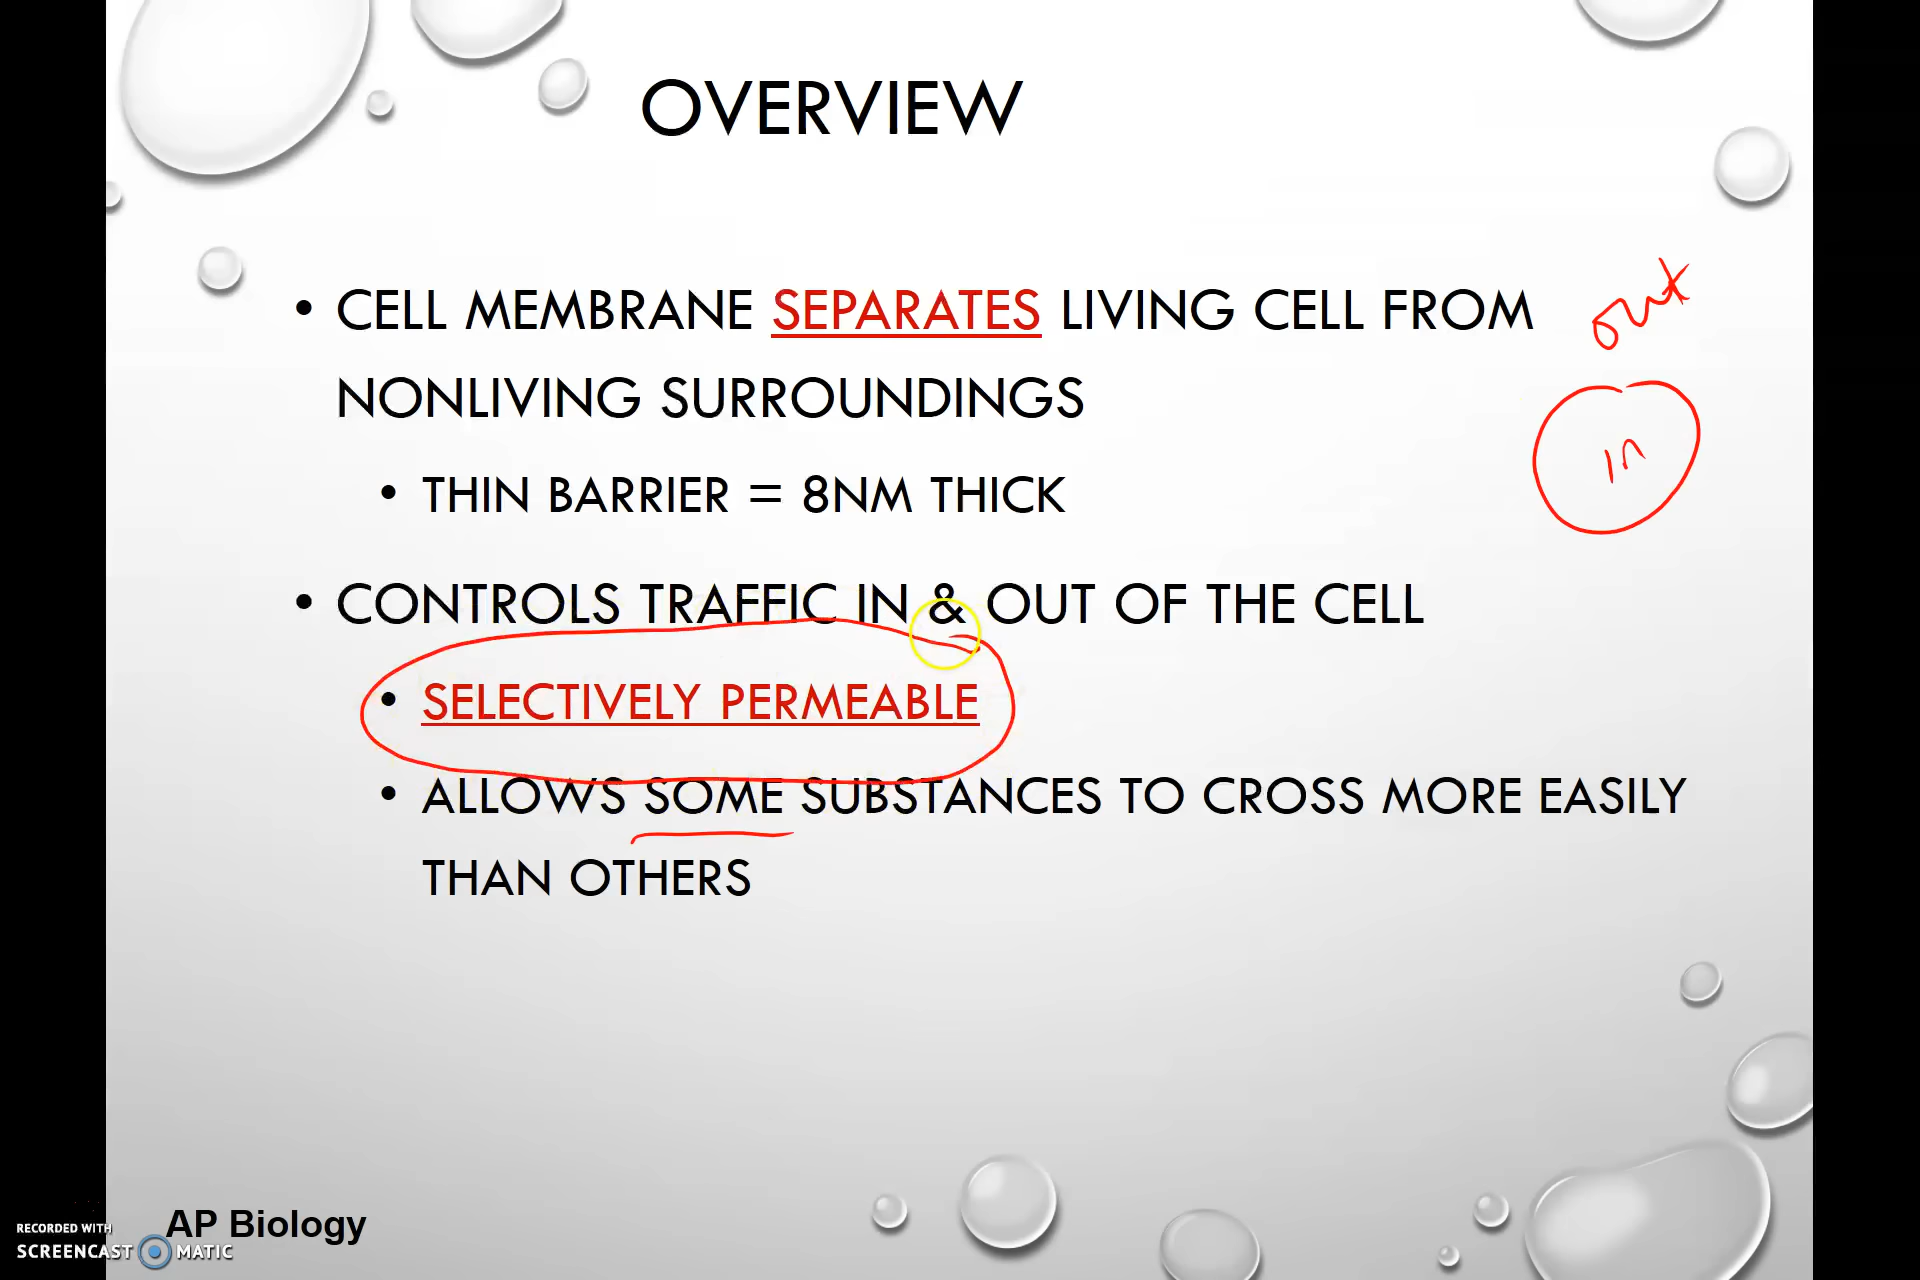 OVERVIEW
• CELL MEMBRANE SEPARATES LIVING CELL FROM
out
NONLIVING SURROUNDINGS
in
• THIN BARRIER = 8NM THICK
• CONTROLS TRAFFIC IN & OUT OF THE CELL
• SELECTIVELY PERMEABLE
• ALLOWS SOME SUBSTANCES TO CROSS MORE EASILY
THAN OTHERS
AP Biology
RECORDED WITH
SCREENCAST MATIC